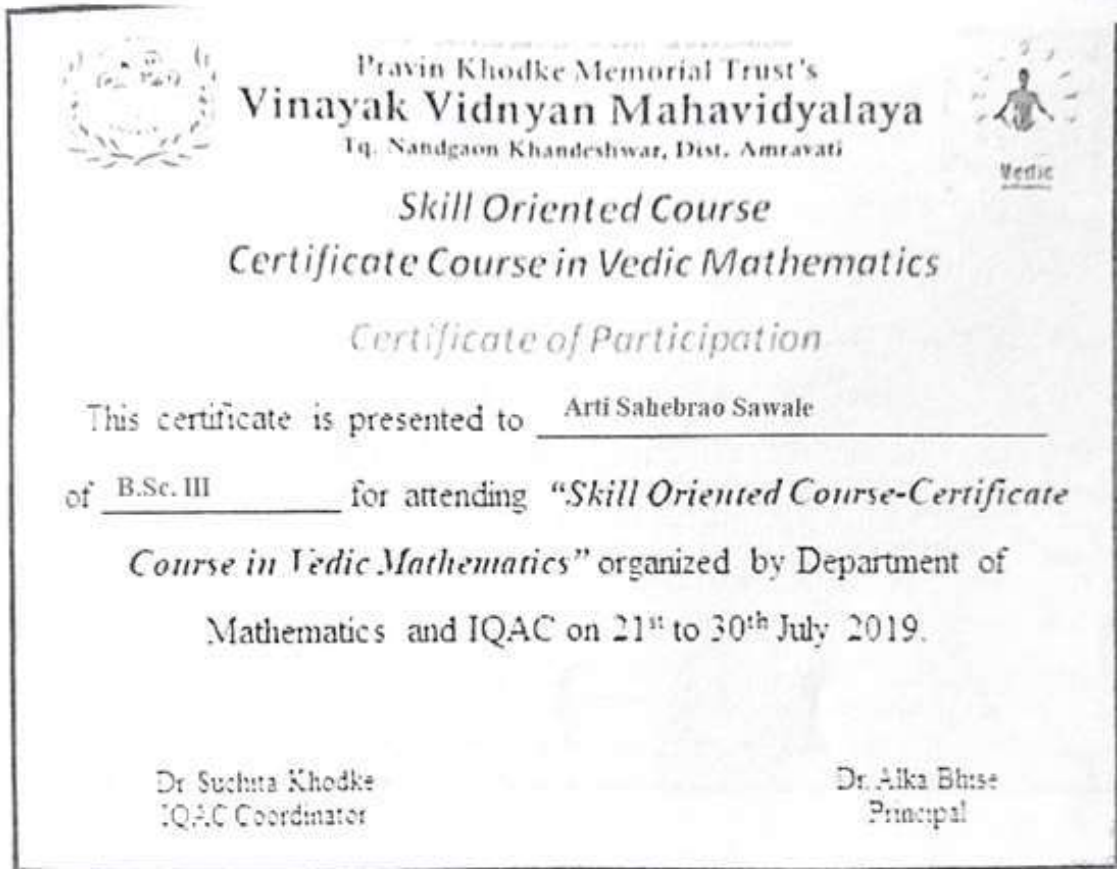 Pravin Khodke Memorial Trust's
Vinayak Vidnyan Mahavidyalaya
Tq. Nandgaon Khandeshwar, Dist. Amravati
Vedic
Skill Oriented Course
Certificate Course in Vedic Mathematics
Certificate of Participation
This certificate is presented to Arti Sahebrao Sawale
of B.Sc. III for attending "Skill Oriented Course-Certificate
Course in Vedic Mathematics" organized by Department of
Mathematics and IQAC on 21st to 30th July 2019.
Dr Suchita Khodke
IQAC Coordinator
Dr. Alka Bhise
Principal